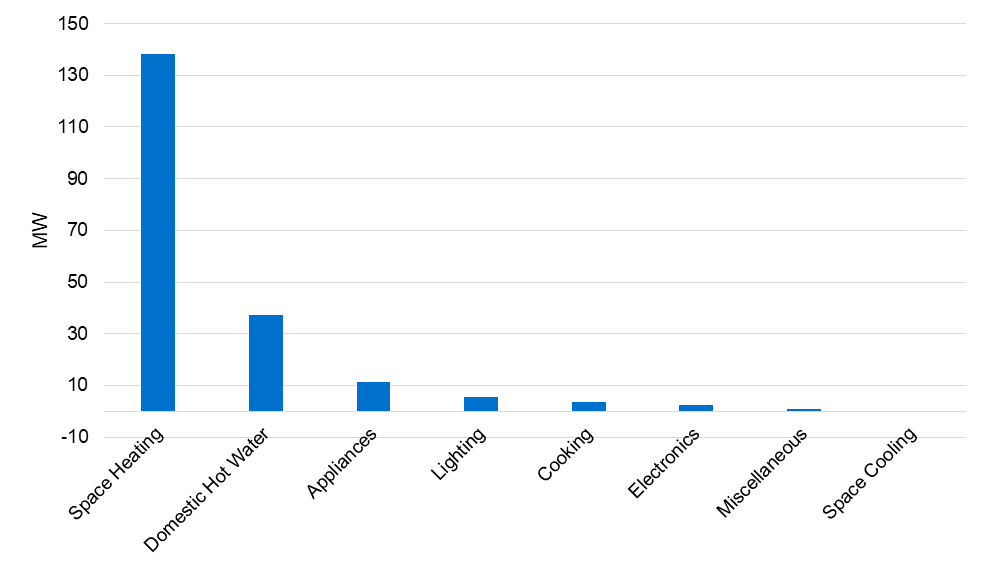 150
130
110
90
70
50
30
10
-10
MW
Space Heating
Domestic Hot Water
Appliances
Lighting
Cooking
Electronics
Miscellaneous
Space Cooling